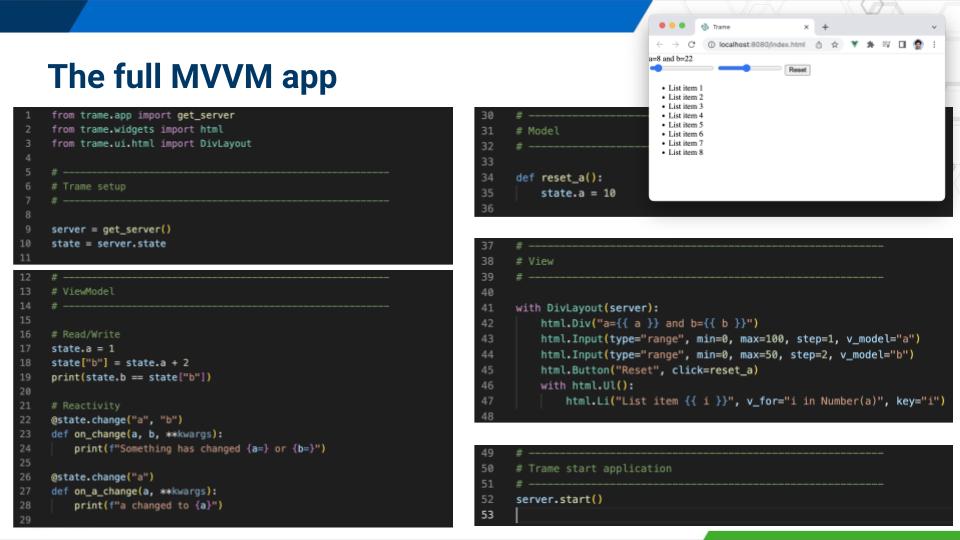 The full MVVM app
1 from trame.app import get_server
2 from trame.widgets import html
3 from trame.ui.html import DivLayout
4
5 # -----------------------------------------------------------
6 # Trame setup
7 # -----------------------------------------------------------
8
9 server = get_server()
10 state = server.state
11
12 # -----------------------------------------------------------
13 # ViewModel
14 # -----------------------------------------------------------
15
16 # Read/Write
17 state.a = 1
18 state["b"] = state.a + 2
19 print(state.b == state["b"])
20
21 # Reactivity
22 @state.change("a", "b")
23 def on_change(a, b, **kwargs):
24 print(f"Something has changed {a=} or {b=}")
25
26 @state.change("a")
27 def on_a_change(a, **kwargs):
28 print(f"a changed to {a}")
29
30 # --------------------
31 # Model
32 # --------------------
33
34 def reset_a():
35 state.a = 10
36
37 # -----------------------------------------------------------
38 # View
39 # -----------------------------------------------------------
40
41 with DivLayout(server):
42 html.Div("a={{ a }} and b={{ b }}")
43 html.Input(type="range", min=0, max=100, step=1, v_model="a")
44 html.Input(type="range", min=0, max=50, step=2, v_model="b")
45 html.Button("Reset", click=reset_a)
46 with html.Ul():
47 html.Li("List item {{ i }}", v_for="i in Number(a)", key="i")
48
49 # -----------------------------------------------------------
50 # Trame start application
51 # -----------------------------------------------------------
52 server.start()
53
Trame
localhost:8080/index.html
a=8 and b=22
Reset
• List item 1
• List item 2
• List item 3
• List item 4
• List item 5
• List item 6
• List item 7
• List item 8